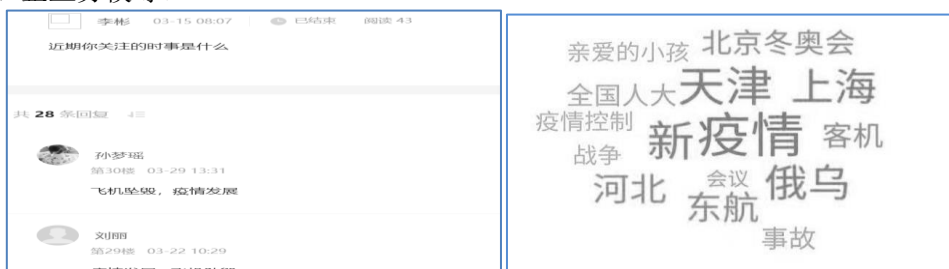 李彬 03-15 08:07 已结束 阅读 43
近期你关注的时事是什么
共 28 条回复
孙梦瑶
第30楼 03-29 13:31
飞机坠毁，疫情发展
刘丽
第29楼 03-22 10:29
亲爱的小孩 北京冬奥会
全国人大 天津 上海
疫情控制 新疫情 客机
战争
河北 会议 俄乌
东航
事故